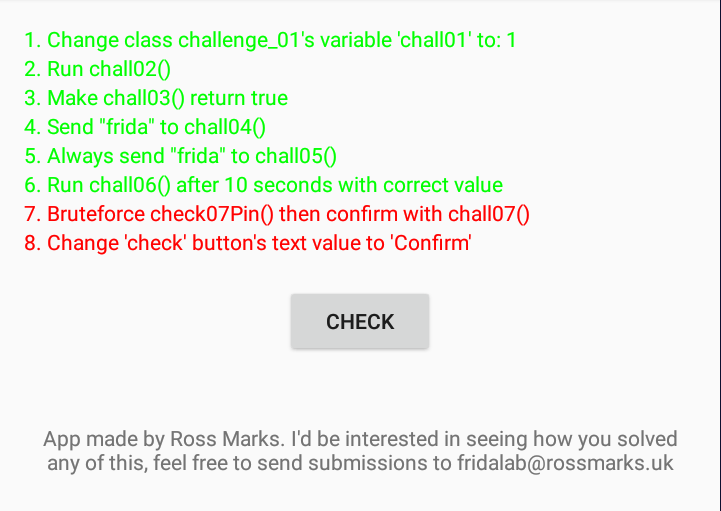 1. Change class challenge_01's variable 'chall01' to: 1
2. Run chall02()
3. Make chall03() return true
4. Send "frida" to chall04()
5. Always send "frida" to chall05()
6. Run chall06() after 10 seconds with correct value
7. Bruteforce check07Pin() then confirm with chall07()
8. Change 'check' button's text value to 'Confirm'
CHECK
App made by Ross Marks. I'd be interested in seeing how you solved
any of this, feel free to send submissions to fridalab@rossmarks.uk